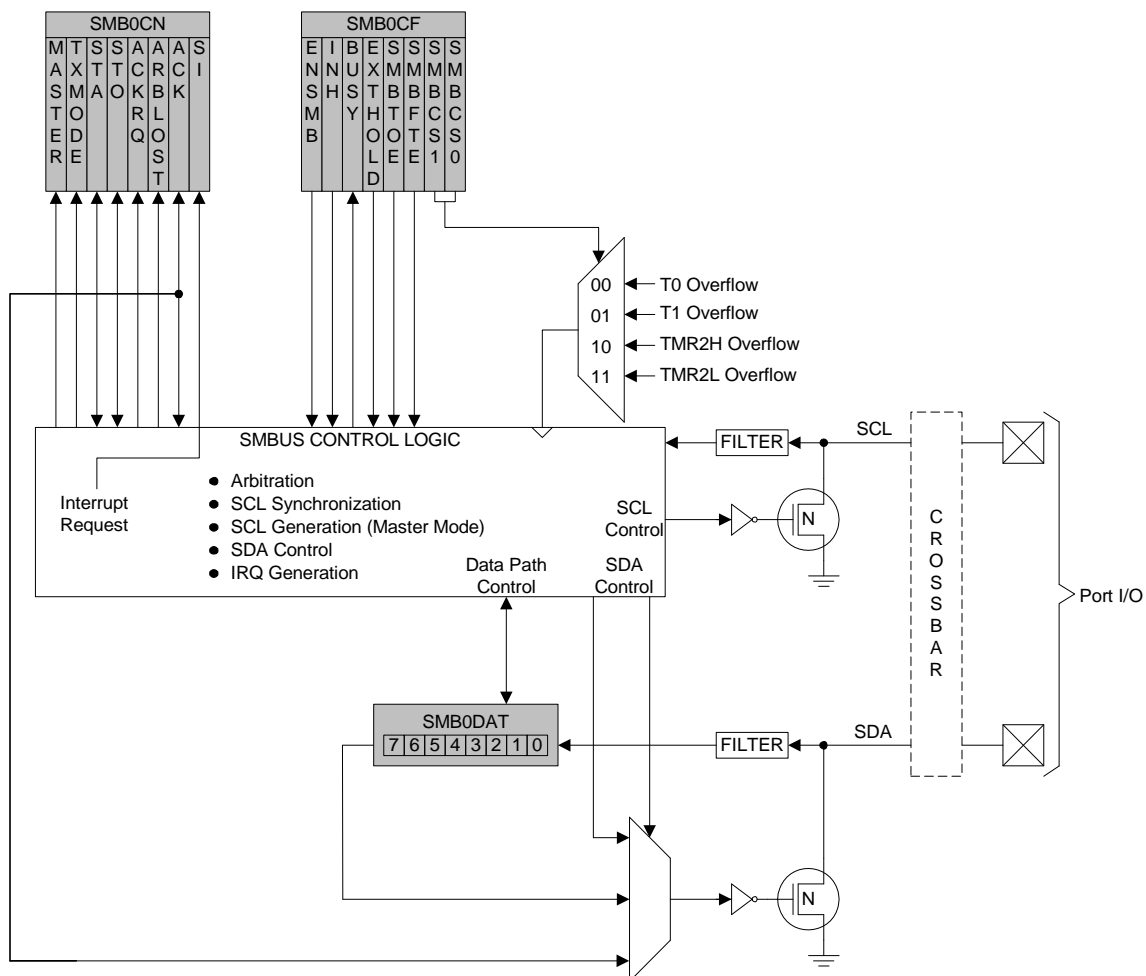 SMB0CN
MASTER
TXMODE
STA
STO
ACKRQ
ARBLOST
ACK
SI
SMB0CF
ENSMB
INH
BUSY
EXTHOLD
SMBTOE
SMBFTE
SMBCS1
SMBCS0
00
01
10
11
T0 Overflow
T1 Overflow
TMR2H Overflow
TMR2L Overflow
SMBUS CONTROL LOGIC
Interrupt
Request
● Arbitration
● SCL Synchronization
● SCL Generation (Master Mode)
● SDA Control
● IRQ Generation
SCL
Control
Data Path
Control
SDA
Control
FILTER
SCL
N
CROSSBAR
Port I/O
SMB0DAT
7 6 5 4 3 2 1 0
FILTER
SDA
N